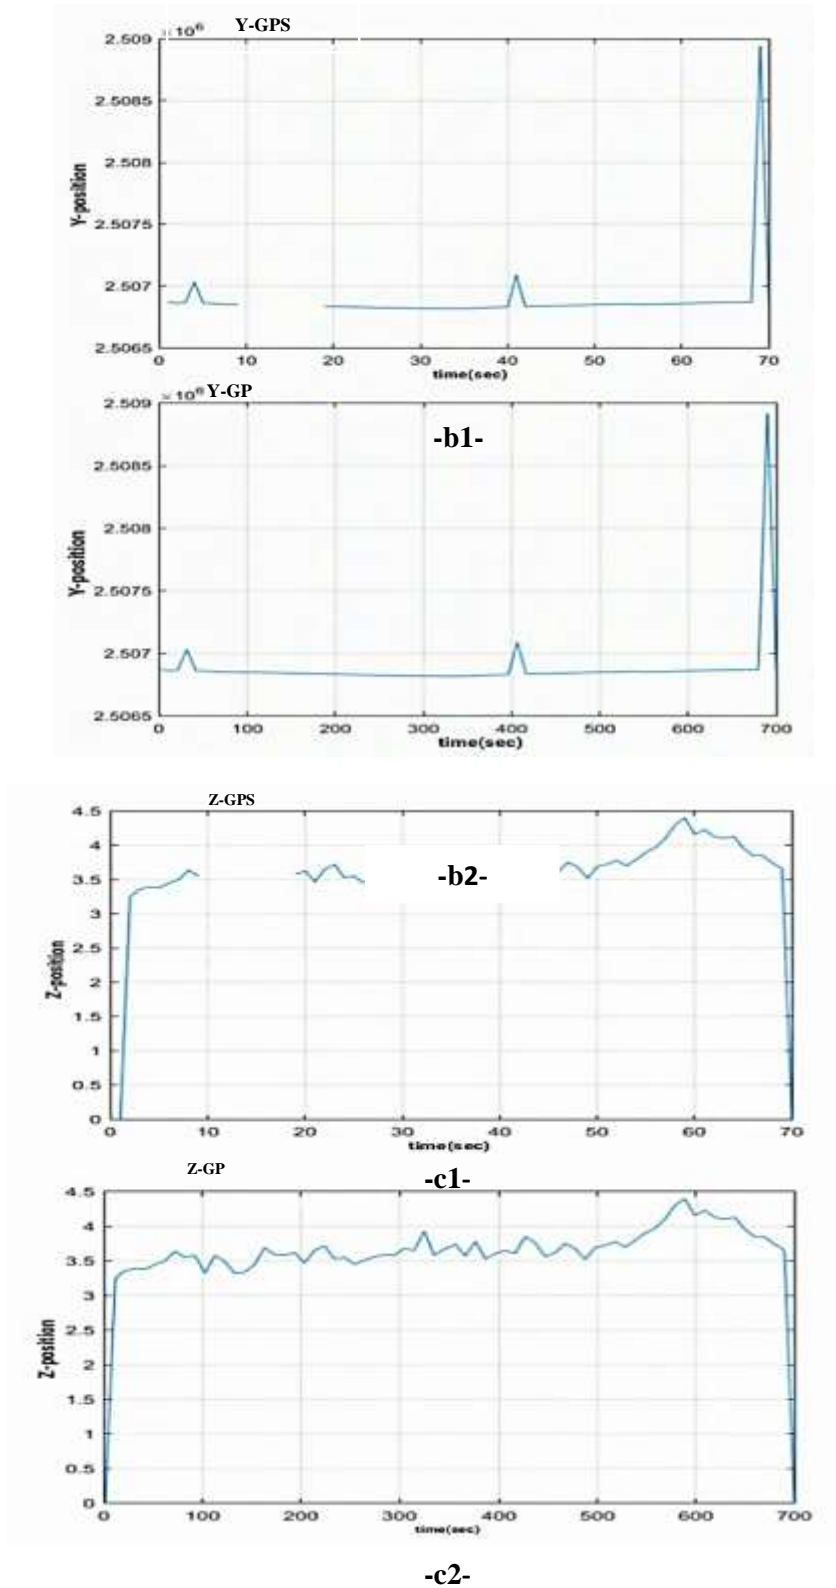 × 10⁶ Y-GPS
2.509
2.5085
2.508
2.5075
2.507
2.5065
Y-position
0 10 20 30 40 50 60 70
time(sec)
× 10⁶ Y-GP
-b1-
2.509
2.5085
2.508
2.5075
2.507
2.5065
Y-position
0 100 200 300 400 500 600 700
time(sec)
Z-GPS
-b2-
4.5
4
3.5
3
2.5
2
1.5
1
0.5
0
Z-position
0 10 20 30 40 50 60 70
time(sec)
Z-GP
-c1-
4.5
4
3.5
3
2.5
2
1.5
1
0.5
0
Z-position
0 100 200 300 400 500 600 700
time(sec)
-c2-